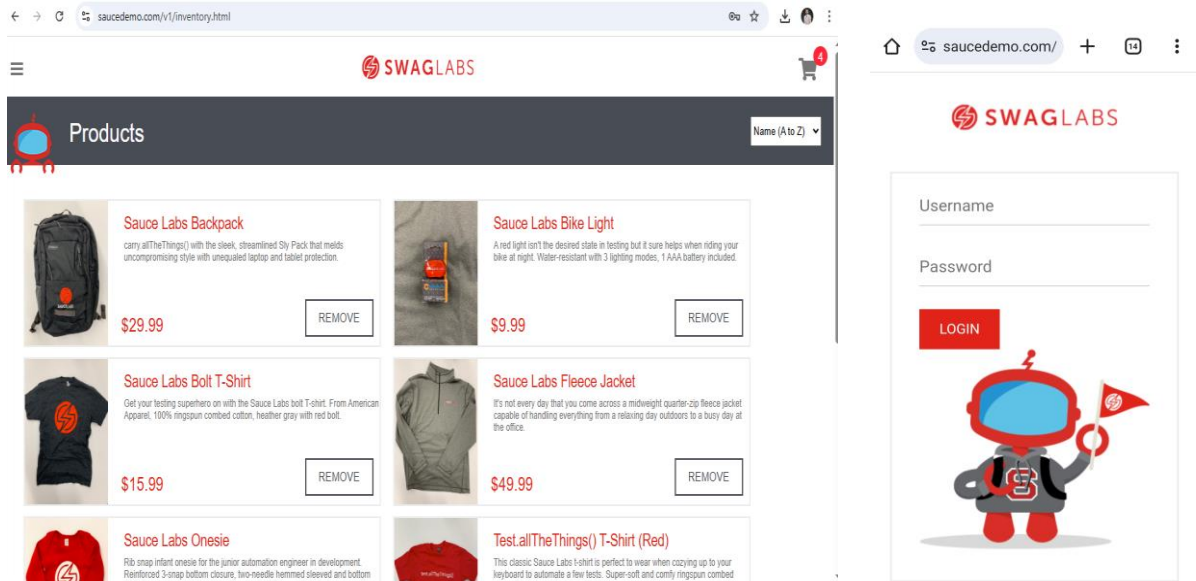 saucedemo.com/v1/inventory.html
SWAGLABS
4
Products
Name (A to Z)
Sauce Labs Backpack
carry.allTheThings() with the sleek, streamlined Sly Pack that melds
uncompromising style with unequaled laptop and tablet protection.
$29.99
REMOVE
Sauce Labs Bike Light
A red light isn't the desired state in testing but it sure helps when riding your
bike at night. Water-resistant with 3 lighting modes, 1 AAA battery included.
$9.99
REMOVE
Sauce Labs Bolt T-Shirt
Get your testing superhero on with the Sauce Labs bolt T-shirt. From American
Apparel, 100% ringspun combed cotton, heather gray with red bolt.
$15.99
REMOVE
Sauce Labs Fleece Jacket
It's not every day that you come across a midweight quarter-zip fleece jacket
capable of handling everything from a relaxing day outdoors to a busy day at
the office.
$49.99
REMOVE
Sauce Labs Onesie
Rib snap infant onesie for the junior automation engineer in development.
Reinforced 3-snap bottom closure, two-needle hemmed sleeved and bottom
Test.allTheThings() T-Shirt (Red)
This classic Sauce Labs t-shirt is perfect to wear when cozying up to your
keyboard to automate a few tests. Super-soft and comfy ringspun combed
saucedemo.com/
14
SWAGLABS
Username
Password
LOGIN